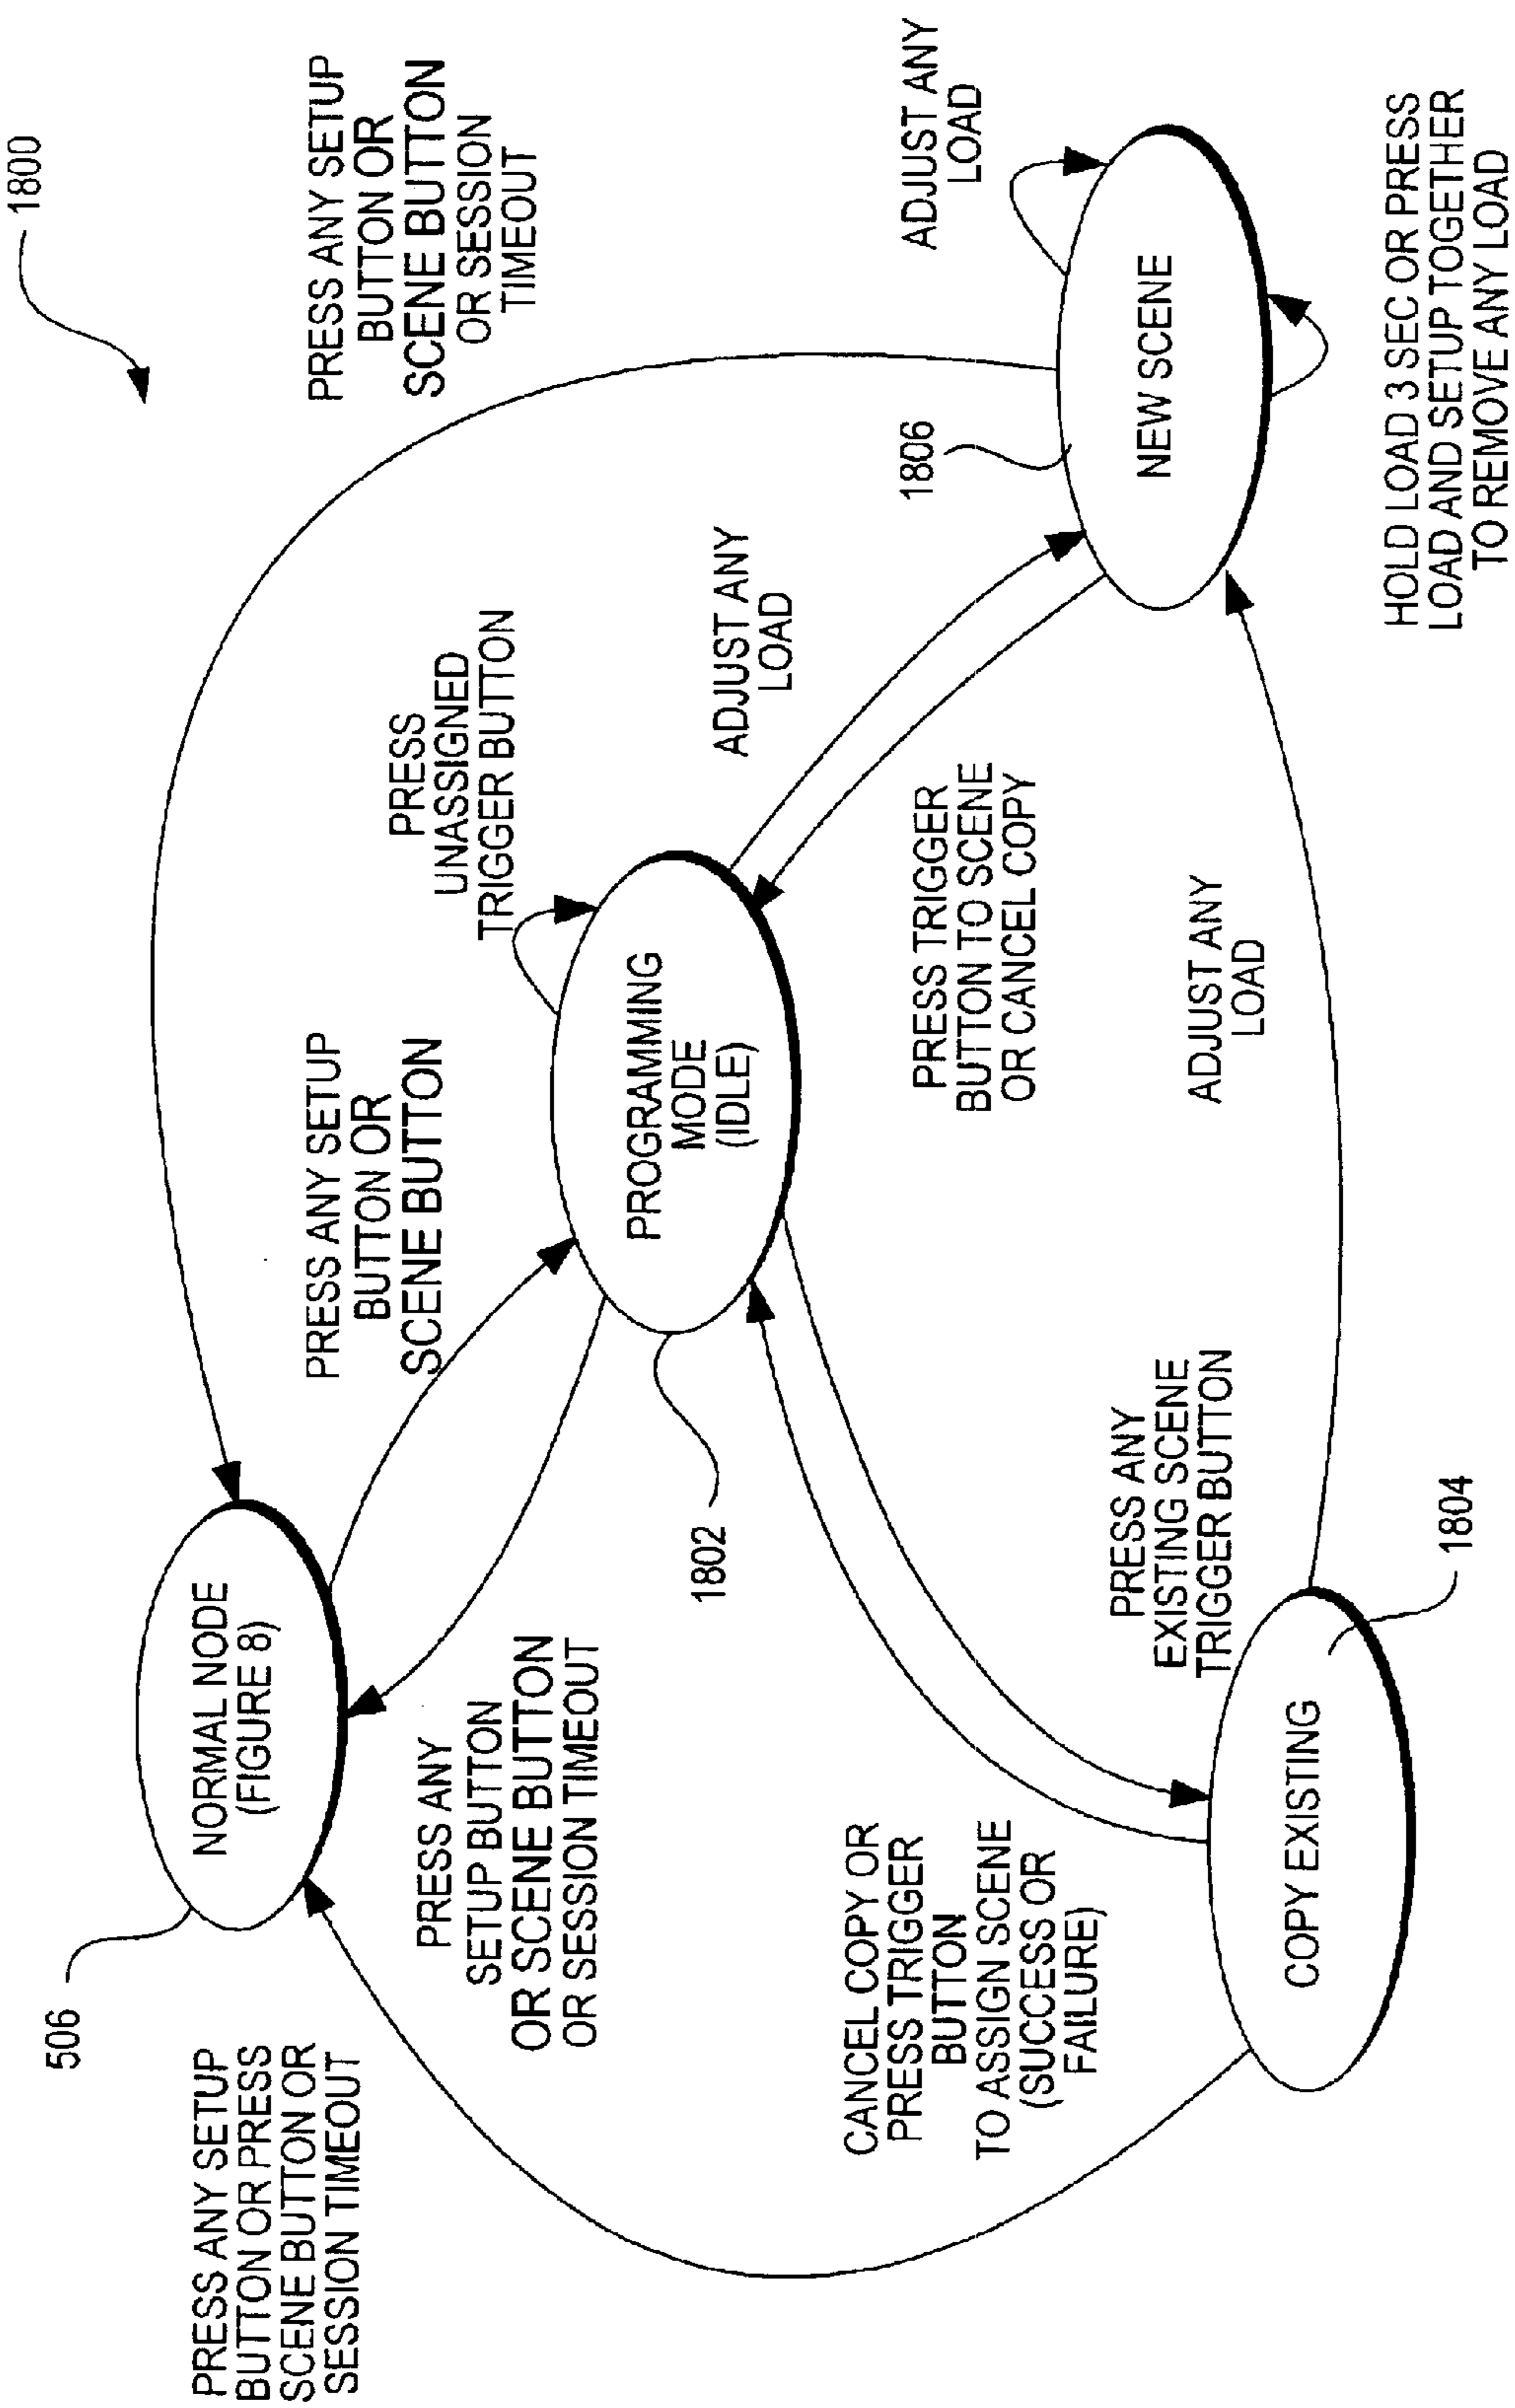 1800
506
PRESS ANY SETUP
BUTTON OR PRESS
SCENE BUTTON OR
SESSION TIMEOUT
NORMAL NODE
(FIGURE 8)
PRESS ANY SETUP
BUTTON OR
SCENE BUTTON
PRESS ANY SETUP
BUTTON OR
SCENE BUTTON
OR SESSION
TIMEOUT
PRESS ANY
SETUP BUTTON
OR SCENE BUTTON
OR SESSION TIMEOUT
PRESS
UNASSIGNED
TRIGGER BUTTON
PROGRAMMING
MODE
(IDLE)
1802
ADJUST ANY
LOAD
1806
ADJUST ANY
LOAD
NEW SCENE
CANCEL COPY OR
PRESS TRIGGER
BUTTON
TO ASSIGN SCENE
(SUCCESS OR
FAILURE)
PRESS TRIGGER
BUTTON TO SCENE
OR CANCEL COPY
PRESS ANY
EXISTING SCENE
TRIGGER BUTTON
ADJUST ANY
LOAD
COPY EXISTING
1804
HOLD LOAD 3 SEC OR PRESS
LOAD AND SETUP TOGETHER
TO REMOVE ANY LOAD